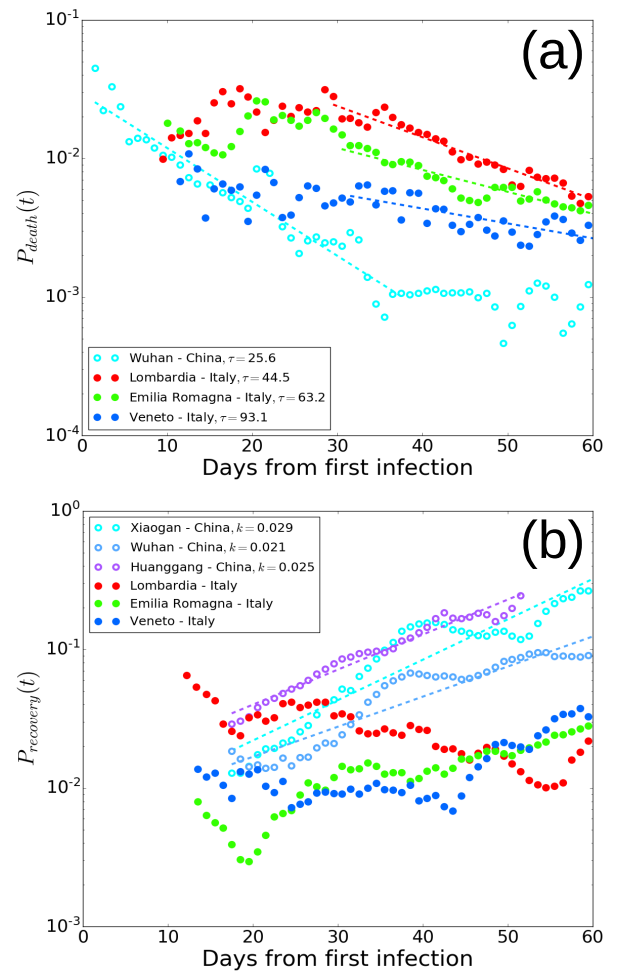 (a)
10⁻¹
10⁻²
10⁻³
10⁻⁴
P_death(t)
Wuhan - China, τ = 25.6
Lombardia - Italy, τ = 44.5
Emilia Romagna - Italy, τ = 63.2
Veneto - Italy, τ = 93.1
0 10 20 30 40 50 60
Days from first infection
(b)
10⁰
10⁻¹
10⁻²
10⁻³
P_recovery(t)
Xiaogan - China, k = 0.029
Wuhan - China, k = 0.021
Huanggang - China, k = 0.025
Lombardia - Italy
Emilia Romagna - Italy
Veneto - Italy
0 10 20 30 40 50 60
Days from first infection